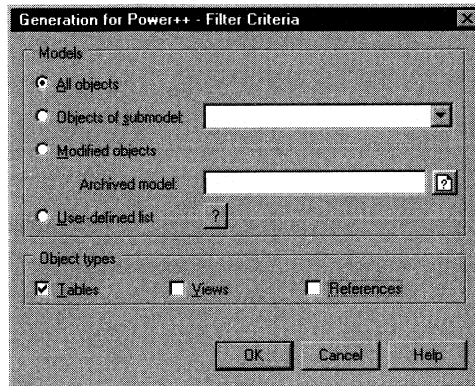 Generation for Power++ - Filter Criteria
Models
All objects
Objects of submodel:
Modified objects
Archived model:
?
User-defined list
?
Object types
Tables
Views
References
OK
Cancel
Help